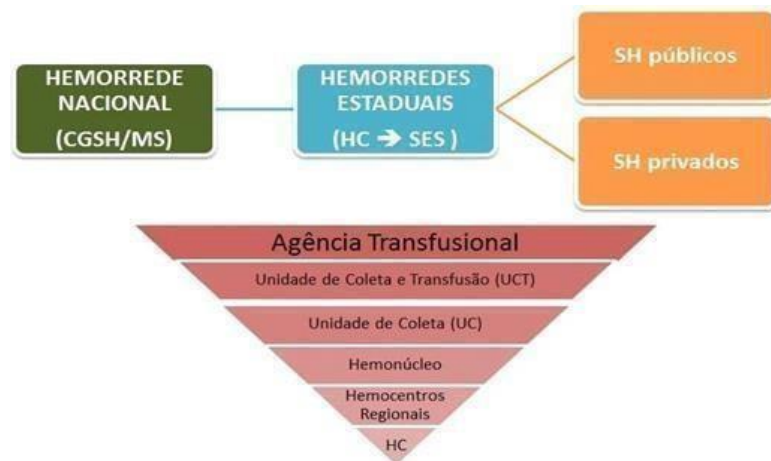 HEMORREDE
NACIONAL
(CGSH/MS)
HEMORREDES
ESTADUAIS
(HC ➔ SES )
SH públicos
SH privados
Agência Transfusional
Unidade de Coleta e Transfusão (UCT)
Unidade de Coleta (UC)
Hemonúcleo
Hemocentros
Regionais
HC